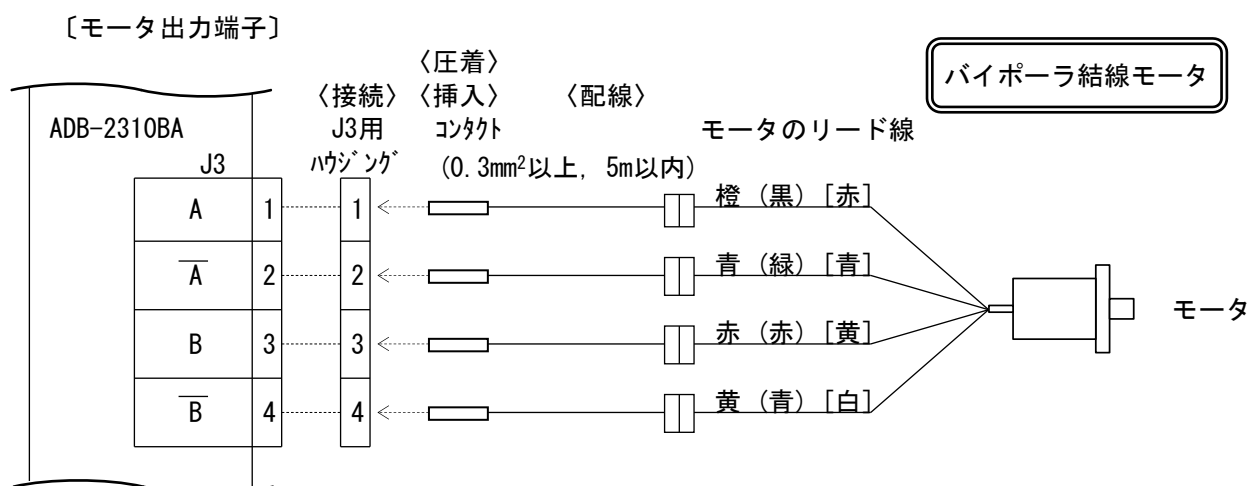 〔モータ出力端子〕
バイポーラ結線モータ
〈圧着〉
〈接続〉〈挿入〉 〈配線〉
ADB-2310BA J3用 ｺﾝﾀｸﾄ モータのリード線
J3 ﾊｳｼﾞﾝｸﾞ (0.3mm²以上, 5m以内)
A 1 1 橙 (黒) [赤]
A̅ 2 2 青 (緑) [青]
モータ
B 3 3 赤 (赤) [黄]
B̅ 4 4 黄 (青) [白]